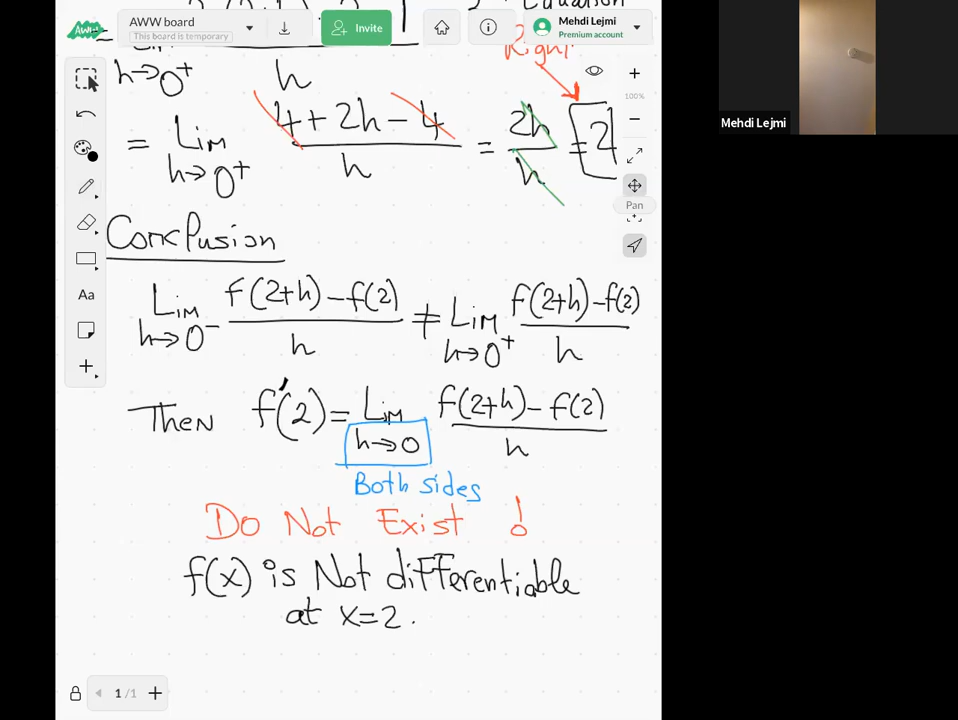 AWW board
This board is temporary
Invite
Mehdi Lejmi
Premium account
Right
h→0⁺ h
100%
= Lim h→0⁺ (4+2h-4)/h = 2h/h = 2
Pan
Mehdi Lejmi
Conclusion
Lim h→0⁻ (f(2+h)-f(2))/h ≠ Lim h→0⁺ (f(2+h)-f(2))/h
Aa
Then f'(2) = Lim h→0 (f(2+h)-f(2))/h
Both sides
Do Not Exist !
f(x) is Not differentiable
at x=2.
1/1